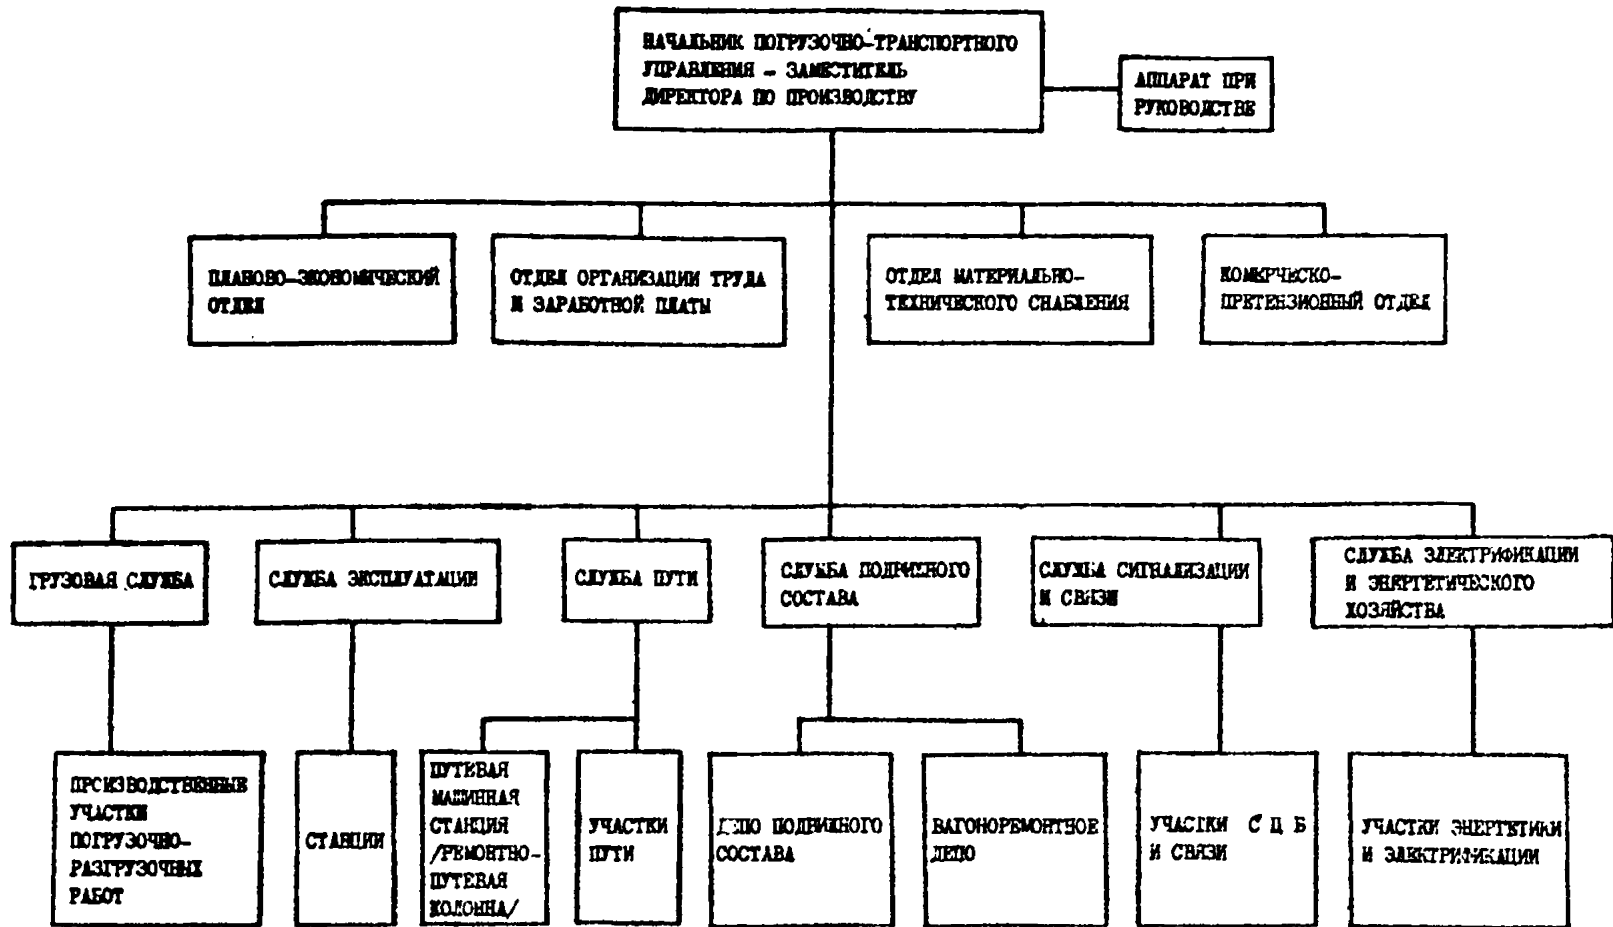 НАЧАЛЬНИК ПОГРУЗОЧНО-ТРАНСПОРТНОГО
УПРАВЛЕНИЯ – ЗАМЕСТИТЕЛЬ
ДИРЕКТОРА ПО ПРОИЗВОДСТВУ
АППАРАТ ПРИ
РУКОВОДСТВЕ
ПЛАНОВО-ЭКОНОМИЧЕСКИЙ
ОТДЕЛ
ОТДЕЛ ОРГАНИЗАЦИИ ТРУДА
И ЗАРАБОТНОЙ ПЛАТЫ
ОТДЕЛ МАТЕРИАЛЬНО-
ТЕХНИЧЕСКОГО СНАБЖЕНИЯ
КОМЕРЧЕСКО-
ПРЕТЕНЗИОННЫЙ ОТДЕЛ
ГРУЗОВАЯ СЛУЖБА
СЛУЖБА ЭКСПЛУАТАЦИИ
СЛУЖБА ПУТИ
СЛУЖБА ПОДВИЖНОГО
СОСТАВА
СЛУЖБА СИГНАЛИЗАЦИИ
И СВЯЗИ
СЛУЖБА ЭЛЕКТРИФИКАЦИИ
И ЭНЕРГЕТИЧЕСКОГО
ХОЗЯЙСТВА
ПРОИЗВОДСТВЕННЫЕ
УЧАСТКИ
ПОГРУЗОЧНО-
РАЗГРУЗОЧНЫХ
РАБОТ
СТАНЦИИ
ПУТЕВАЯ
МАШИННАЯ
СТАНЦИЯ
/РЕМОНТНО-
ПУТЕВАЯ
КОЛОННА/
УЧАСТКИ
ПУТИ
ДЕПО ПОДВИЖНОГО
СОСТАВА
ВАГОНОРЕМОНТНОЕ
ДЕПО
УЧАСТКИ С Ц Б
И СВЯЗИ
УЧАСТКИ ЭНЕРГЕТИКИ
И ЭЛЕКТРИФИКАЦИИ